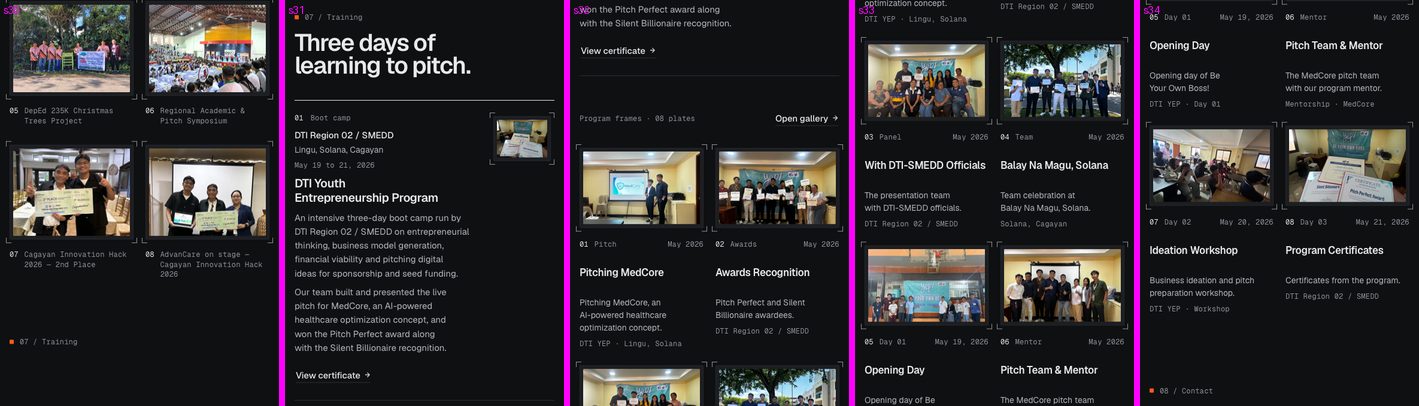 s30
05 DepEd 235K Christmas
Trees Project
06 Regional Academic &
Pitch Symposium
07 Cagayan Innovation Hack
2026 — 2nd Place
08 AdvanCare on stage —
Cagayan Innovation Hack
2026
07 / Training
s31
07 / Training
Three days of
learning to pitch.
01 Boot camp
DTI Region 02 / SMEDD
Lingu, Solana, Cagayan
May 19 to 21, 2026
DTI Youth
Entrepreneurship Program
An intensive three-day boot camp run by
DTI Region 02 / SMEDD on entrepreneurial
thinking, business model generation,
financial viability and pitching digital
ideas for sponsorship and seed funding.
Our team built and presented the live
pitch for MedCore, an AI-powered
healthcare optimization concept, and
won the Pitch Perfect award along
with the Silent Billionaire recognition.
View certificate →
won the Pitch Perfect award along
with the Silent Billionaire recognition.
View certificate →
Program frames · 08 plates
Open gallery →
01 Pitch May 2026
02 Awards May 2026
Pitching MedCore
Awards Recognition
Pitching MedCore, an
AI-powered healthcare
optimization concept.
DTI YEP · Lingu, Solana
Pitch Perfect and Silent
Billionaire awardees.
DTI Region 02 / SMEDD
s33
optimization concept.
DTI YEP · Lingu, Solana
DTI Region 02 / SMEDD
03 Panel May 2026
04 Team May 2026
With DTI-SMEDD Officials
Balay Na Magu, Solana
The presentation team
with DTI-SMEDD officials.
DTI Region 02 / SMEDD
Team celebration at
Balay Na Magu, Solana.
Solana, Cagayan
05 Day 01 May 19, 2026
06 Mentor May 2026
Opening Day
Pitch Team & Mentor
Opening day of Be
The MedCore pitch team
s34
05 Day 01 May 19, 2026
06 Mentor May 2026
Opening Day
Pitch Team & Mentor
Opening day of Be
Your Own Boss!
DTI YEP · Day 01
The MedCore pitch team
with our program mentor.
Mentorship · MedCore
07 Day 02 May 20, 2026
08 Day 03 May 21, 2026
Ideation Workshop
Program Certificates
Business ideation and pitch
preparation workshop.
DTI YEP · Workshop
Certificates from the program.
DTI Region 02 / SMEDD
08 / Contact